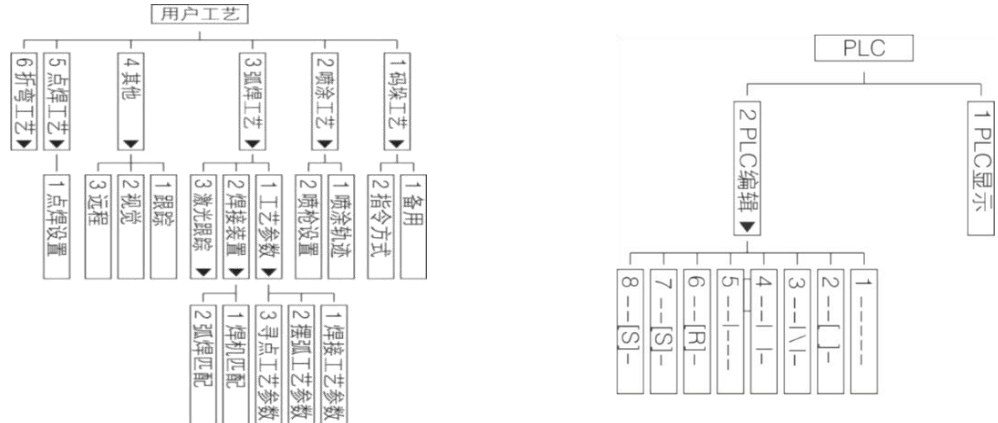 用户工艺
6 折弯工艺▼
5 点焊工艺▼
4 其他▼
3 弧焊工艺▼
2 喷涂工艺▼
1 码垛工艺▼
1 点焊设置
3 远程
2 视觉
1 跟踪
3 激光跟踪▼
2 焊接装置▼
1 工艺参数▼
2 喷枪设置
1 喷涂轨迹
2 指令方式
1 备用
2 弧焊匹配
1 焊机匹配
3 寻点工艺参数
2 摆弧工艺参数
1 焊接工艺参数
PLC
2 PLC编辑▼
1 PLC显示
8 ---[S]-
7 ---[S]-
6 ---[R]-
5 ---|----
4 ---| |-
3 ---|\|-
2 ---[ ]-
1 ------